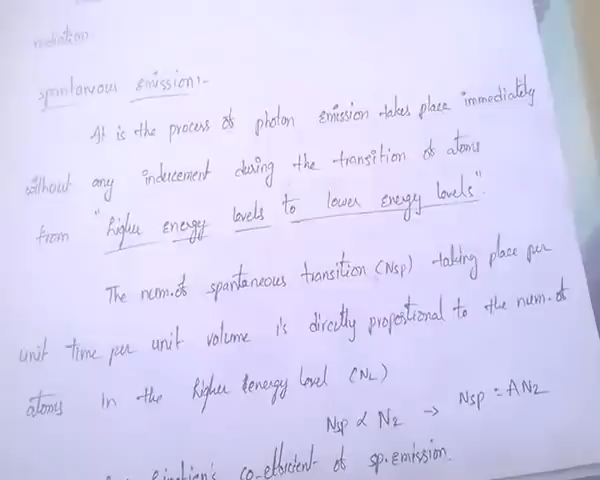 radiation
spontaneous Emission:-
It is the process of photon Emission takes place immediately
without any inducement during the transition of atoms
from "higher energy levels to lower energy levels".
The num.of spantaneous transition (Nsp) taking place per
unit time per unit volume is directly propotional to the num.of
atoms in the higher Energy level (N2)
Nsp ∝ N2 → Nsp = AN2
co-efficient of sp.emission.